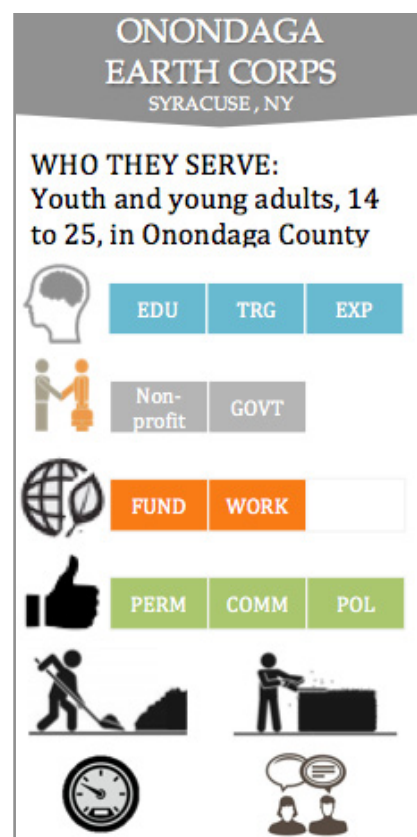 ONONDAGA
EARTH CORPS
SYRACUSE , NY
WHO THEY SERVE:
Youth and young adults, 14
to 25, in Onondaga County
EDU TRG EXP
Non-
profit GOVT
FUND WORK
PERM COMM POL